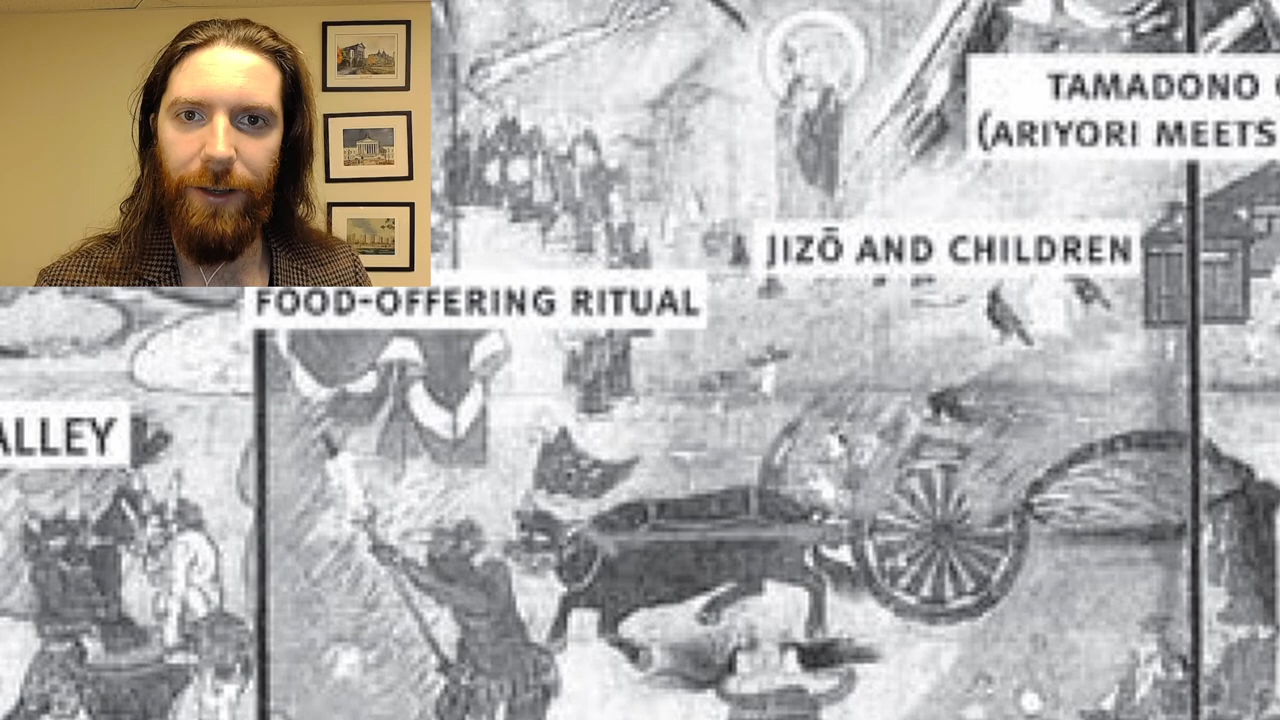 TAMADONO
(ARIYORI MEETS
JIZŌ AND CHILDREN
FOOD-OFFERING RITUAL
ALLEY